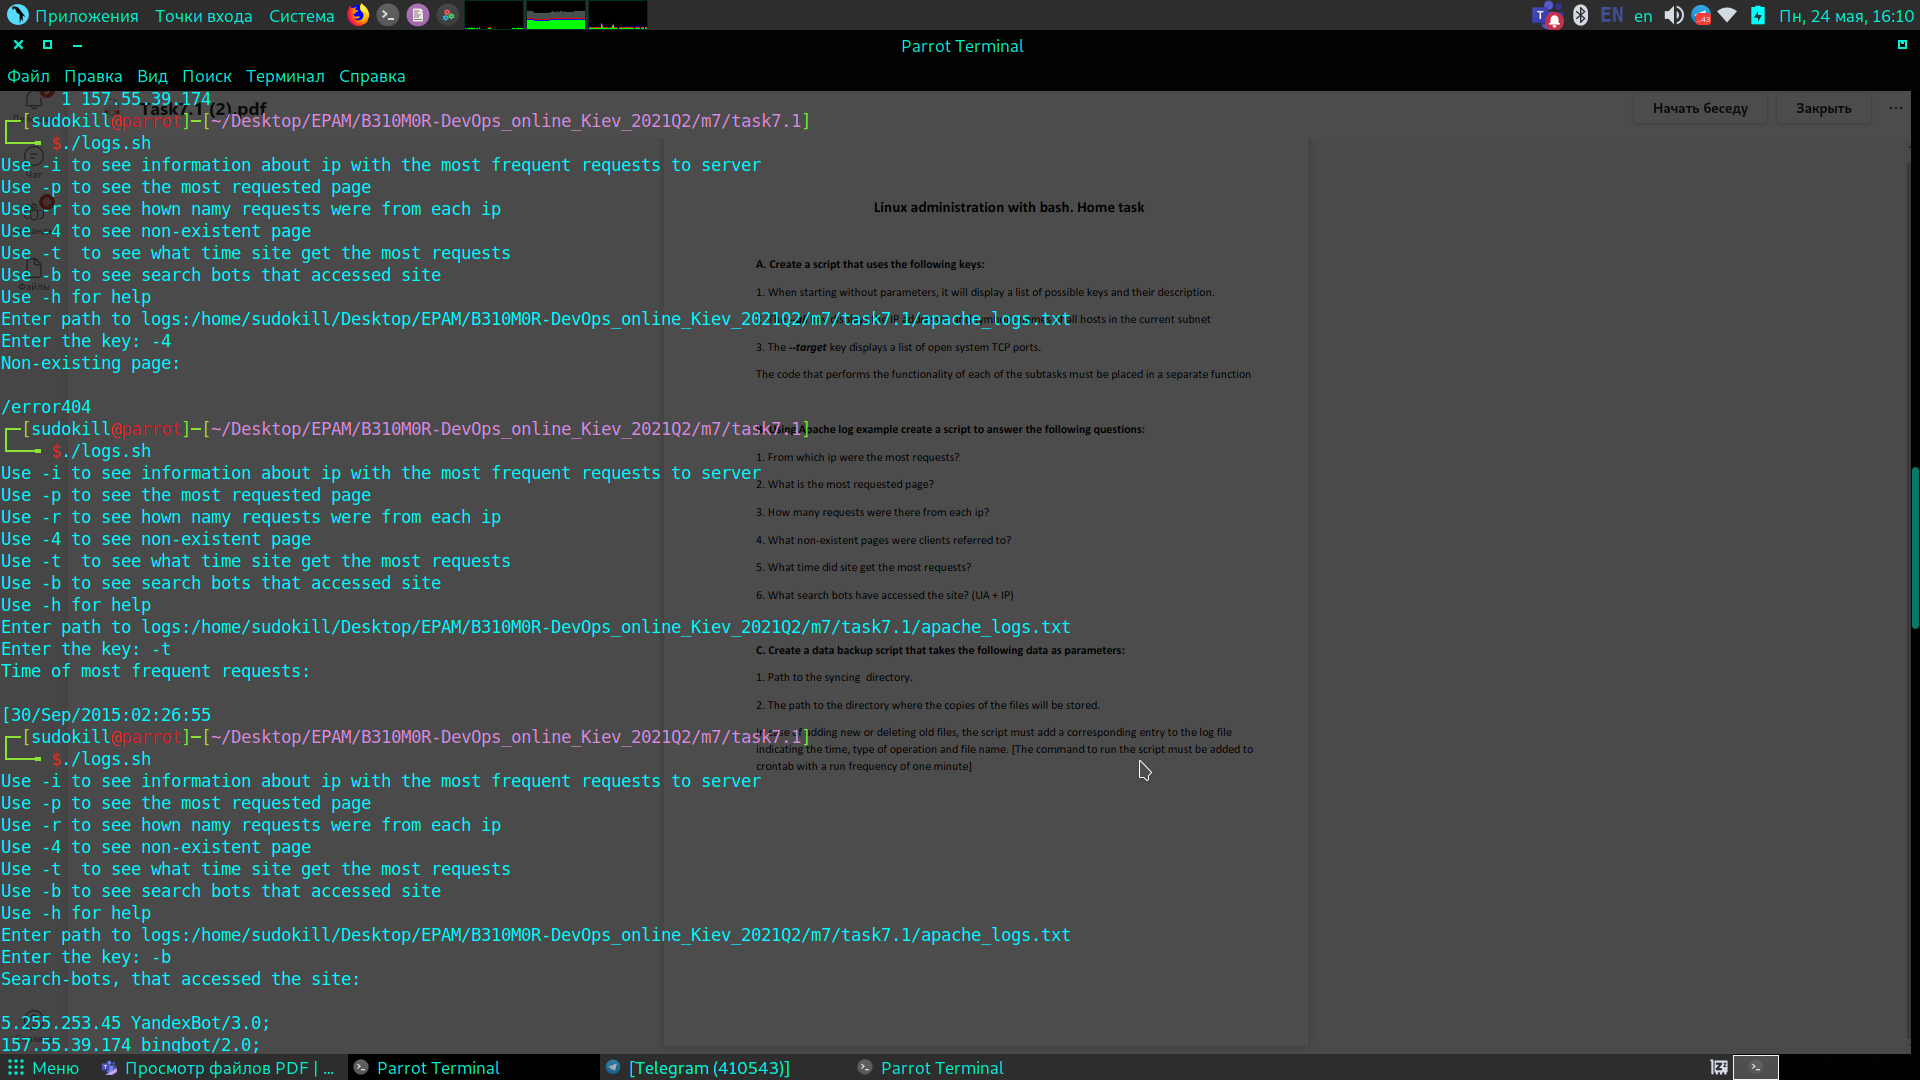 Приложения Точки входа Система EN en Пн, 24 мая, 16:10
Parrot Terminal
Файл Правка Вид Поиск Терминал Справка
1 157.55.39.174
Task7.1 (2).pdf
Начать беседу Закрыть ...
┌─[sudokill@parrot]─[~/Desktop/EPAM/B310M0R-DevOps_online_Kiev_2021Q2/m7/task7.1]
└──╼ $./logs.sh
Use -i to see information about ip with the most frequent requests to server
Use -p to see the most requested page
Use -r to see hown namy requests were from each ip
Use -4 to see non-existent page
Use -t  to see what time site get the most requests
Use -b to see search bots that accessed site
Use -h for help
Enter path to logs:/home/sudokill/Desktop/EPAM/B310M0R-DevOps_online_Kiev_2021Q2/m7/task7.1/apache_logs.txt
Enter the key: -4
Non-existing page:
/error404
┌─[sudokill@parrot]─[~/Desktop/EPAM/B310M0R-DevOps_online_Kiev_2021Q2/m7/task7.1]
└──╼ $./logs.sh
Use -i to see information about ip with the most frequent requests to server
Use -p to see the most requested page
Use -r to see hown namy requests were from each ip
Use -4 to see non-existent page
Use -t  to see what time site get the most requests
Use -b to see search bots that accessed site
Use -h for help
Enter path to logs:/home/sudokill/Desktop/EPAM/B310M0R-DevOps_online_Kiev_2021Q2/m7/task7.1/apache_logs.txt
Enter the key: -t
Time of most frequent requests:
[30/Sep/2015:02:26:55
┌─[sudokill@parrot]─[~/Desktop/EPAM/B310M0R-DevOps_online_Kiev_2021Q2/m7/task7.1]
└──╼ $./logs.sh
Use -i to see information about ip with the most frequent requests to server
Use -p to see the most requested page
Use -r to see hown namy requests were from each ip
Use -4 to see non-existent page
Use -t  to see what time site get the most requests
Use -b to see search bots that accessed site
Use -h for help
Enter path to logs:/home/sudokill/Desktop/EPAM/B310M0R-DevOps_online_Kiev_2021Q2/m7/task7.1/apache_logs.txt
Enter the key: -b
Search-bots, that accessed the site:
5.255.253.45 YandexBot/3.0;
157.55.39.174 bingbot/2.0;
Linux administration with bash. Home task
A. Create a script that uses the following keys:
1. When starting without parameters, it will display a list of possible keys and their description.
all hosts in the current subnet
3. The --target key displays a list of open system TCP ports.
The code that performs the functionality of each of the subtasks must be placed in a separate function
Using Apache log example create a script to answer the following questions:
1. From which ip were the most requests?
2. What is the most requested page?
3. How many requests were there from each ip?
4. What non-existent pages were clients referred to?
5. What time did site get the most requests?
6. What search bots have accessed the site? (UA + IP)
C. Create a data backup script that takes the following data as parameters:
1. Path to the syncing  directory.
2. The path to the directory where the copies of the files will be stored.
In case of adding new or deleting old files, the script must add a corresponding entry to the log file
indicating the time, type of operation and file name. [The command to run the script must be added to
crontab with a run frequency of one minute]
Меню Просмотр файлов PDF | ... Parrot Terminal [Telegram (410543)] Parrot Terminal